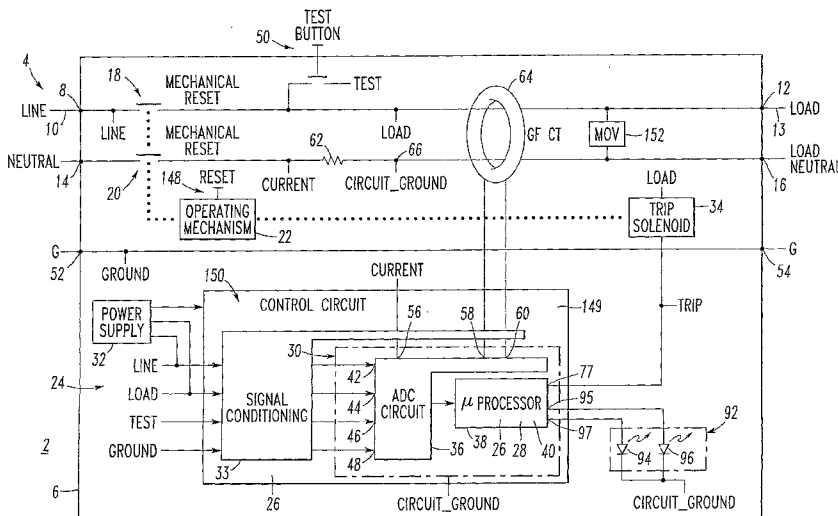 TEST
BUTTON
50
4
8
18
MECHANICAL
RESET
TEST
64
12
LINE
LOAD
10
LINE
MECHANICAL
RESET
62
LOAD
66
GF CT
MOV
152
13
NEUTRAL
LOAD
NEUTRAL
14
20
148
RESET
CURRENT
CIRCUIT_GROUND
LOAD
16
34
OPERATING
MECHANISM
22
TRIP
SOLENOID
G
G
52
GROUND
CURRENT
54
150
CONTROL CIRCUIT
149
TRIP
POWER
SUPPLY
32
56
58
60
30
77
LINE
42
24
LOAD
SIGNAL
CONDITIONING
44
ADC
CIRCUIT
μ PROCESSOR
95
92
TEST
46
26
28
40
97
2
GROUND
48
36
38
94
96
33
6
26
CIRCUIT_GROUND
CIRCUIT_GROUND